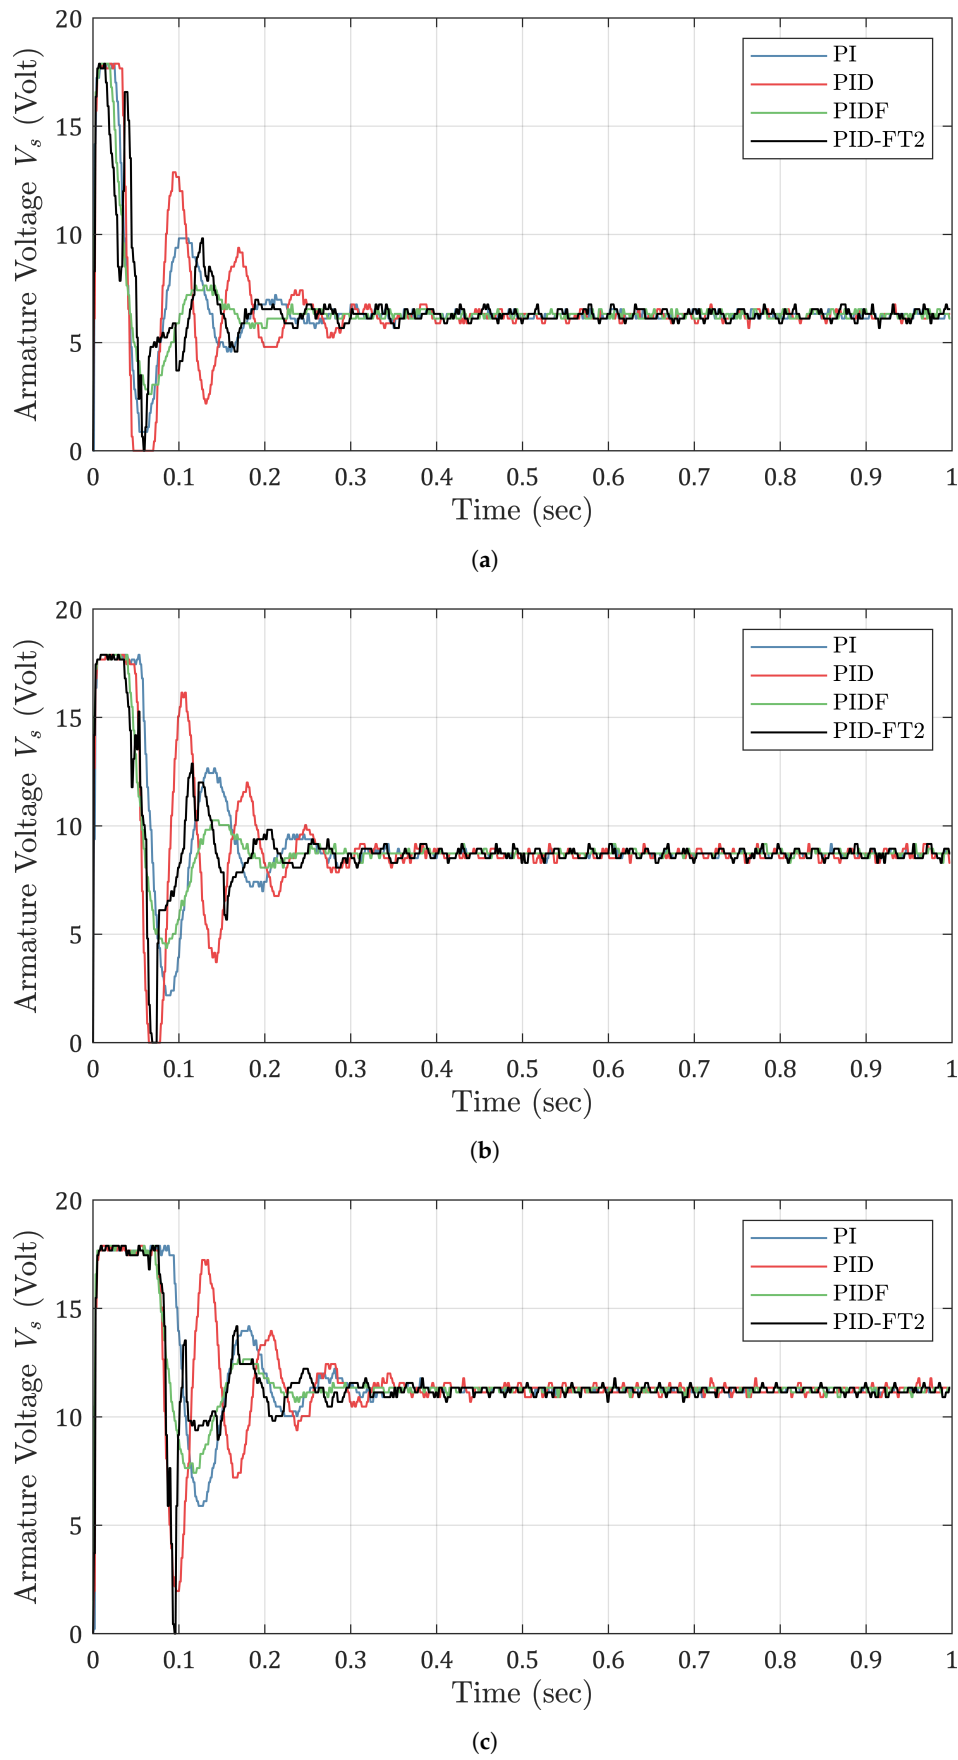 20
15
10
5
0
Armature Voltage Vs (Volt)
PI
PID
PIDF
PID-FT2
0 0.1 0.2 0.3 0.4 0.5 0.6 0.7 0.8 0.9 1
Time (sec)
(a)
20
15
10
5
0
Armature Voltage Vs (Volt)
PI
PID
PIDF
PID-FT2
0 0.1 0.2 0.3 0.4 0.5 0.6 0.7 0.8 0.9 1
Time (sec)
(b)
20
15
10
5
0
Armature Voltage Vs (Volt)
PI
PID
PIDF
PID-FT2
0 0.1 0.2 0.3 0.4 0.5 0.6 0.7 0.8 0.9 1
Time (sec)
(c)